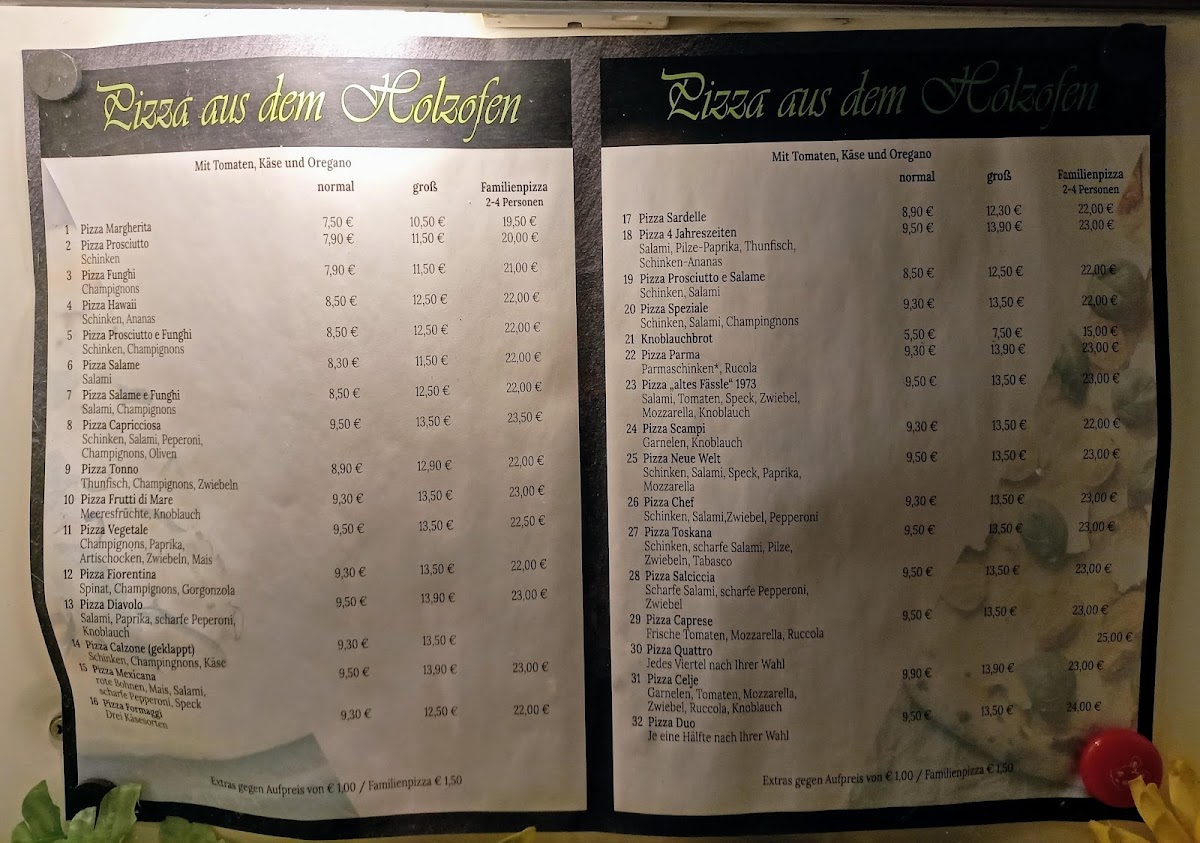 Pizza aus dem Holzofen
Mit Tomaten, Käse und Oregano
normal groß Familienpizza
2-4 Personen
1 Pizza Margherita 7,50 € 10,50 € 19,50 €
2 Pizza Prosciutto 7,90 € 11,50 € 20,00 €
Schinken
3 Pizza Funghi 7,90 € 11,50 € 21,00 €
Champignons
4 Pizza Hawaii 8,50 € 12,50 € 22,00 €
Schinken, Ananas
5 Pizza Prosciutto e Funghi 8,50 € 12,50 € 22,00 €
Schinken, Champignons
6 Pizza Salame 8,30 € 11,50 € 22,00 €
Salami
7 Pizza Salame e Funghi 8,50 € 12,50 € 22,00 €
Salami, Champignons
8 Pizza Capricciosa 9,50 € 13,50 € 23,50 €
Schinken, Salami, Peperoni,
Champignons, Oliven
9 Pizza Tonno 8,90 € 12,90 € 22,00 €
Thunfisch, Champignons, Zwiebeln
10 Pizza Frutti di Mare 9,30 € 13,50 € 23,00 €
Meeresfrüchte, Knoblauch
11 Pizza Vegetale 9,50 € 13,50 € 22,50 €
Champignons, Paprika,
Artischocken, Zwiebeln, Mais
12 Pizza Fiorentina 9,30 € 13,50 € 22,00 €
Spinat, Champignons, Gorgonzola
13 Pizza Diavolo 9,50 € 13,90 € 23,00 €
Salami, Paprika, scharfe Peperoni,
Knoblauch
14 Pizza Calzone (geklappt) 9,30 € 13,50 €
Schinken, Champingnons, Käse
15 Pizza Mexicana 9,50 € 13,90 € 23,00 €
rote Bohnen, Mais, Salami,
scharfe Pepperoni, Speck
16 Pizza Formaggi 9,30 € 12,50 € 22,00 €
Drei Käsesorten
Extras gegen Aufpreis von € 1,00 / Familienpizza € 1,50
Pizza aus dem Holzofen
Mit Tomaten, Käse und Oregano
normal groß Familienpizza
2-4 Personen
17 Pizza Sardelle 8,90 € 12,30 € 22,00 €
18 Pizza 4 Jahreszeiten 9,50 € 13,90 € 23,00 €
Salami, Pilze-Paprika, Thunfisch,
Schinken-Ananas
19 Pizza Prosciutto e Salame 8,50 € 12,50 € 22,00 €
Schinken, Salami
20 Pizza Speziale 9,30 € 13,50 € 22,00 €
Schinken, Salami, Champingnons
21 Knoblauchbrot 5,50 € 7,50 € 15,00 €
22 Pizza Parma 9,30 € 13,90 € 23,00 €
Parmaschinken*, Rucola
23 Pizza „altes Fässle“ 1973 9,50 € 13,50 € 23,00 €
Salami, Tomaten, Speck, Zwiebel,
Mozzarella, Knoblauch
24 Pizza Scampi 9,30 € 13,50 € 22,00 €
Garnelen, Knoblauch
25 Pizza Neue Welt 9,50 € 13,50 € 23,00 €
Schinken, Salami, Speck, Paprika,
Mozzarella
26 Pizza Chef 9,30 € 13,50 € 23,00 €
Schinken, Salami,Zwiebel, Pepperoni
27 Pizza Toskana 9,50 € 13,50 € 23,00 €
Schinken, scharfe Salami, Pilze,
Zwiebeln, Tabasco
28 Pizza Salciccia 9,50 € 13,50 € 23,00 €
Scharfe Salami, scharfe Pepperoni,
Zwiebel
29 Pizza Caprese 9,50 € 13,50 € 23,00 €
Frische Tomaten, Mozzarella, Ruccola
30 Pizza Quattro 25,00 €
Jedes Viertel nach Ihrer Wahl
31 Pizza Celje 9,90 € 13,90 € 23,00 €
Garnelen, Tomaten, Mozzarella,
Zwiebel, Ruccola, Knoblauch
32 Pizza Duo 9,50 € 13,50 € 24,00 €
Je eine Hälfte nach Ihrer Wahl
Extras gegen Aufpreis von € 1,00 / Familienpizza € 1,50